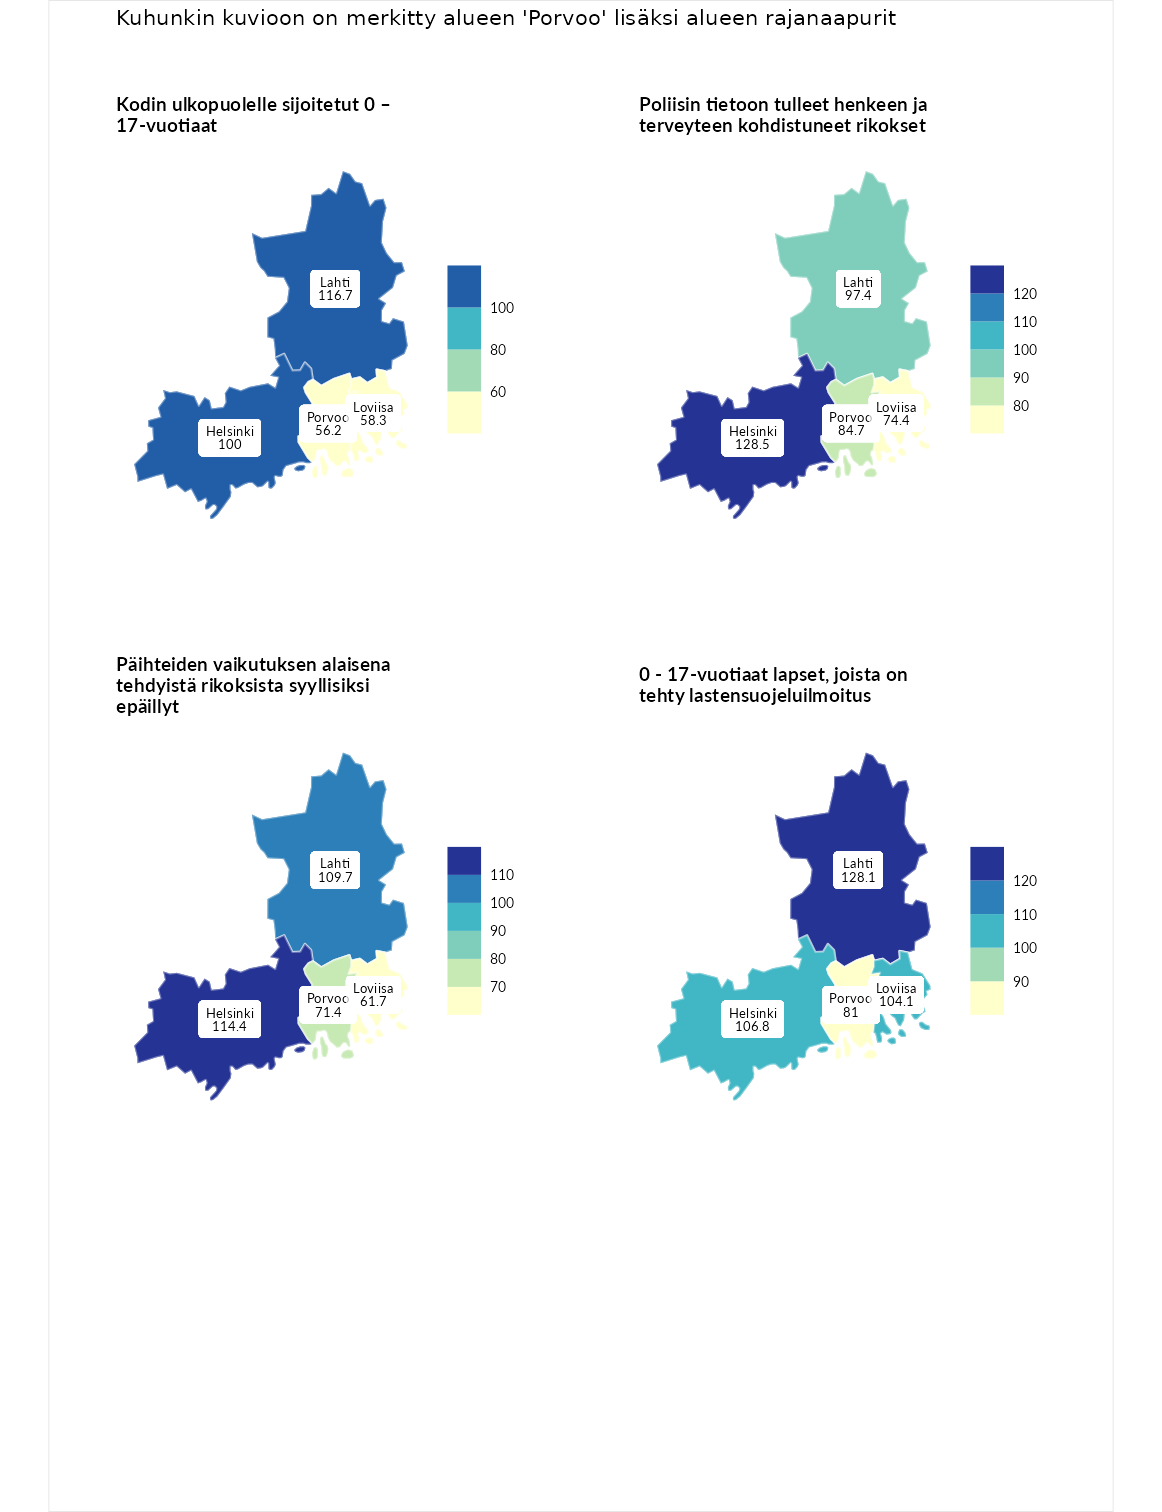 Kuhunkin kuvioon on merkitty alueen 'Porvoo' lisäksi alueen rajanaapurit
Kodin ulkopuolelle sijoitetut 0 –
17-vuotiaat
Lahti
116.7
Helsinki
100
Porvoo
56.2
Loviisa
58.3
100
80
60
Poliisin tietoon tulleet henkeen ja
terveyteen kohdistuneet rikokset
Lahti
97.4
Helsinki
128.5
Porvoo
84.7
Loviisa
74.4
120
110
100
90
80
Päihteiden vaikutuksen alaisena
tehdyistä rikoksista syyllisiksi
epäillyt
Lahti
109.7
Helsinki
114.4
Porvoo
71.4
Loviisa
61.7
110
100
90
80
70
0 - 17-vuotiaat lapset, joista on
tehty lastensuojeluilmoitus
Lahti
128.1
Helsinki
106.8
Porvoo
81
Loviisa
104.1
120
110
100
90